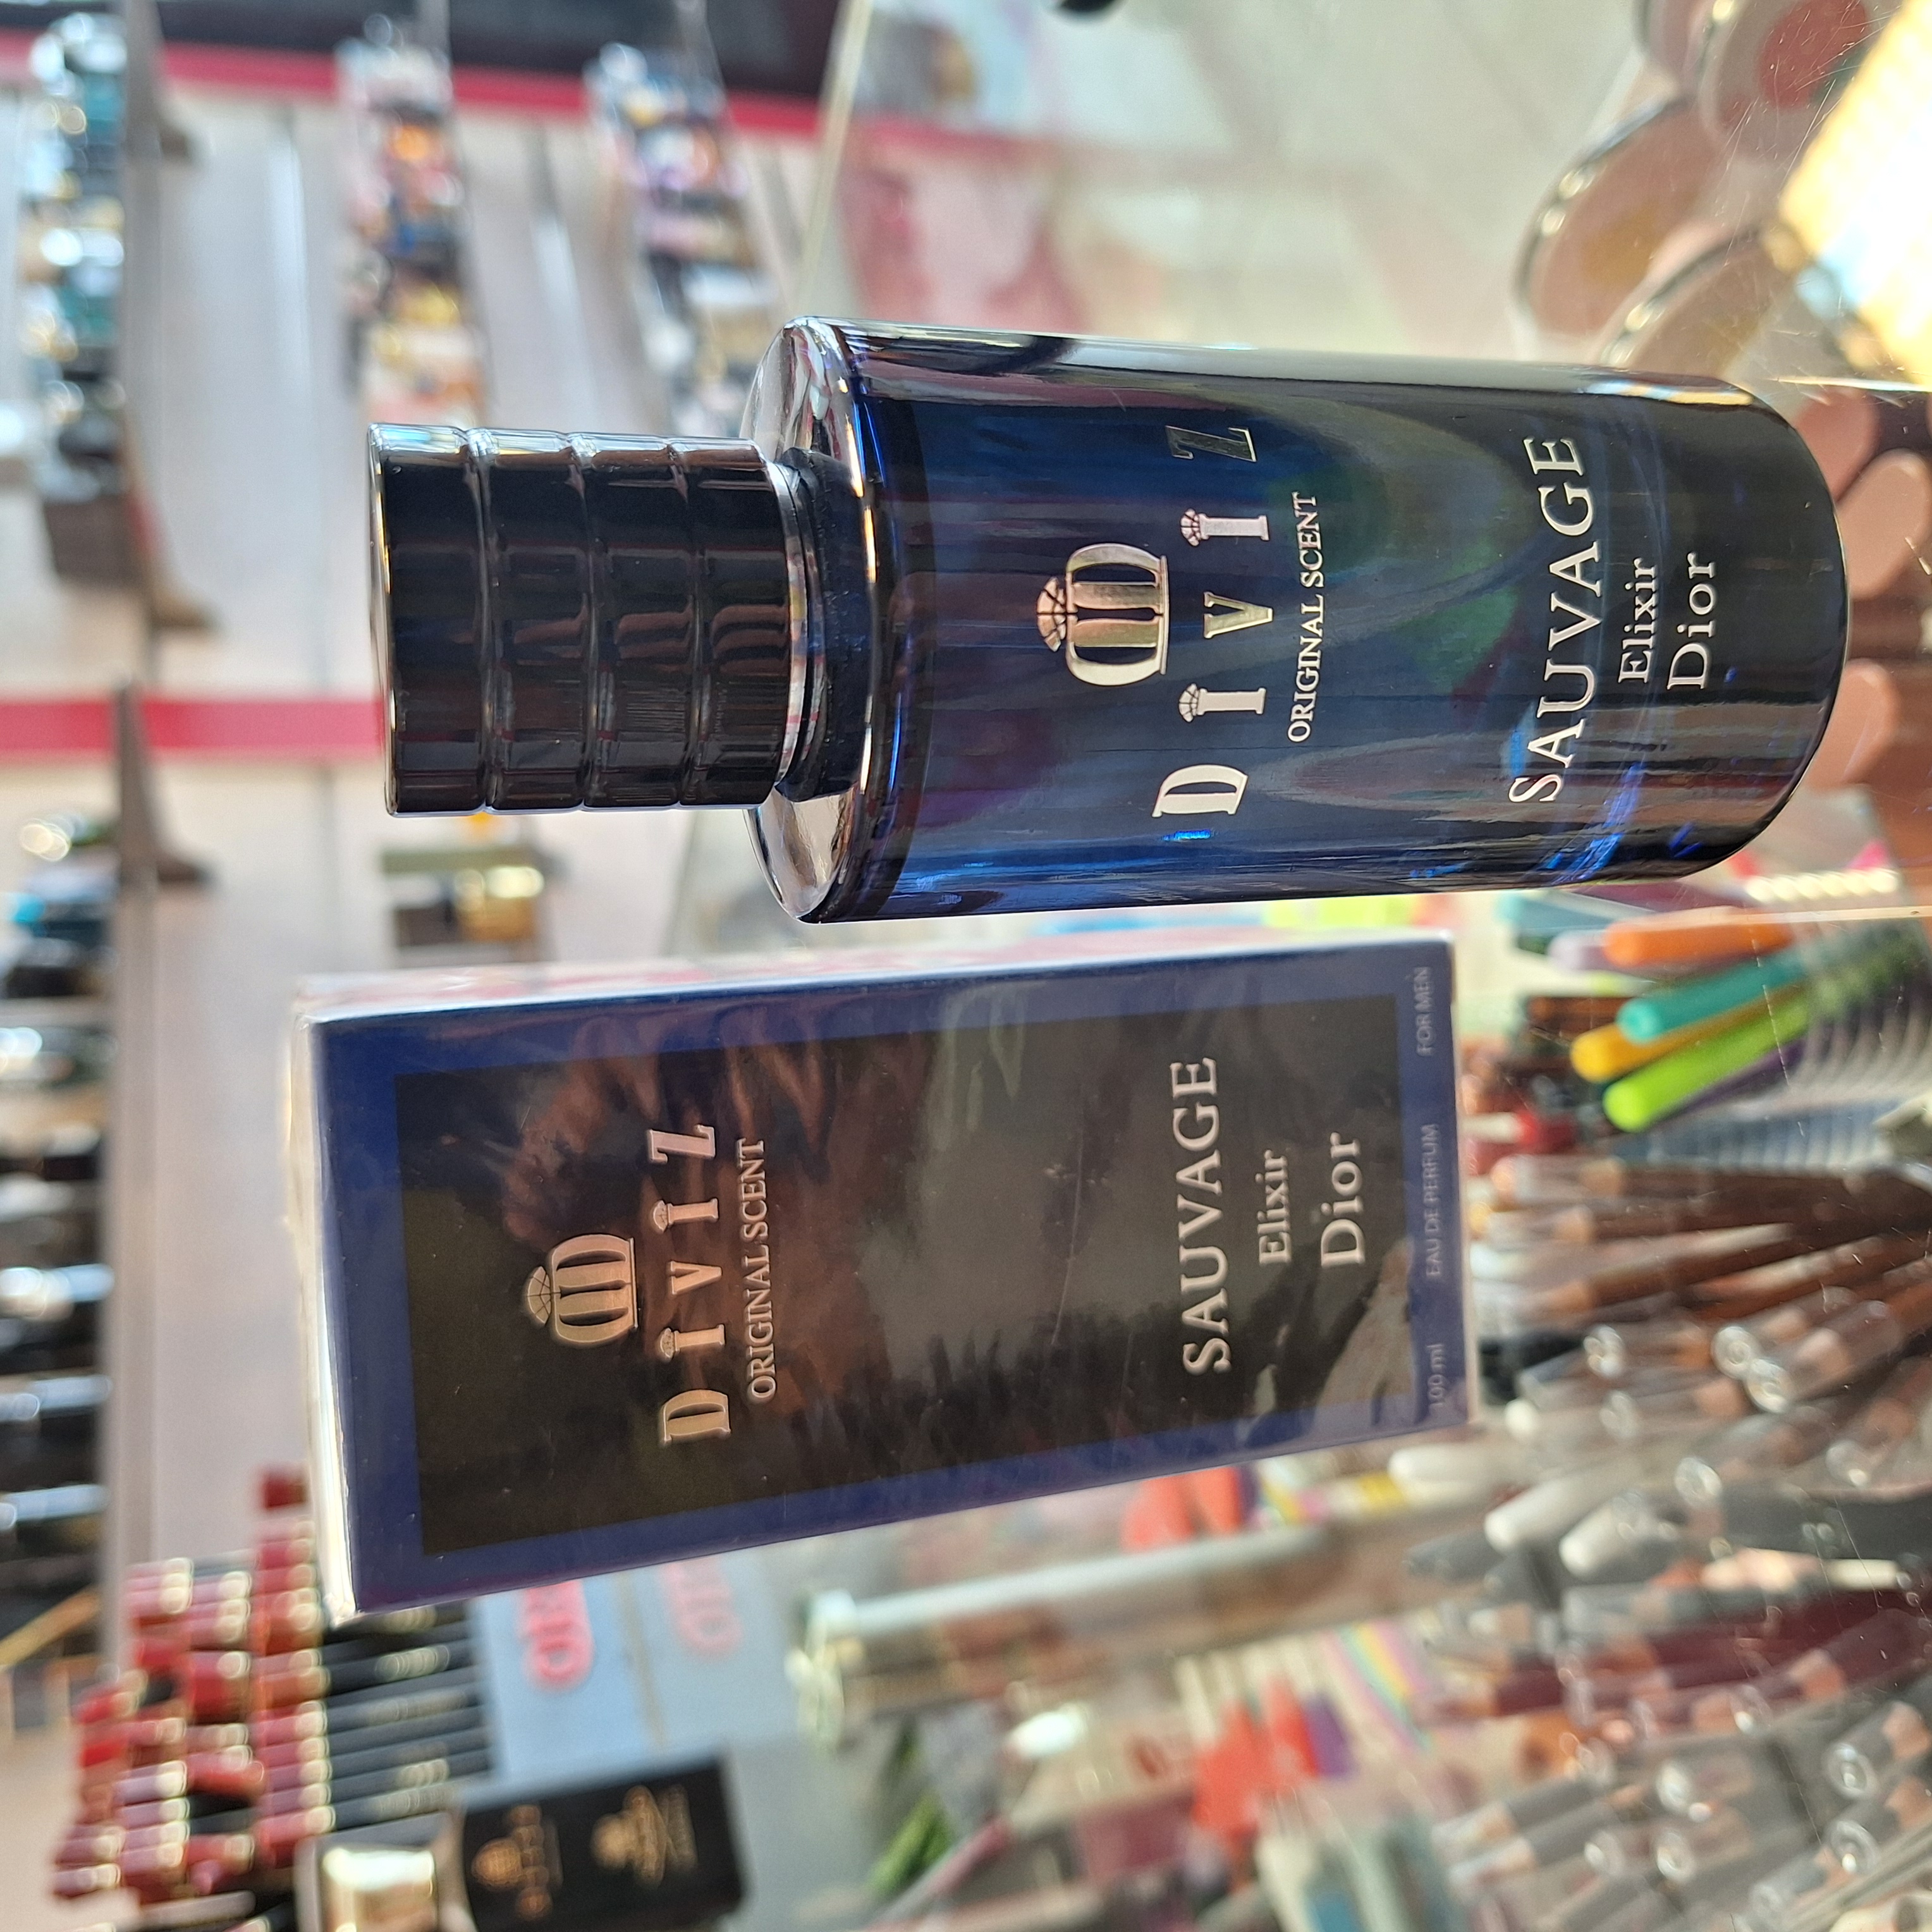 DIVIZ
ORIGINAL SCENT
SAUVAGE
Elixir
Dior
DIVIZ
ORIGINAL SCENT
SAUVAGE
Elixir
Dior
100 ml EAU DE PERFUM FOR MEN